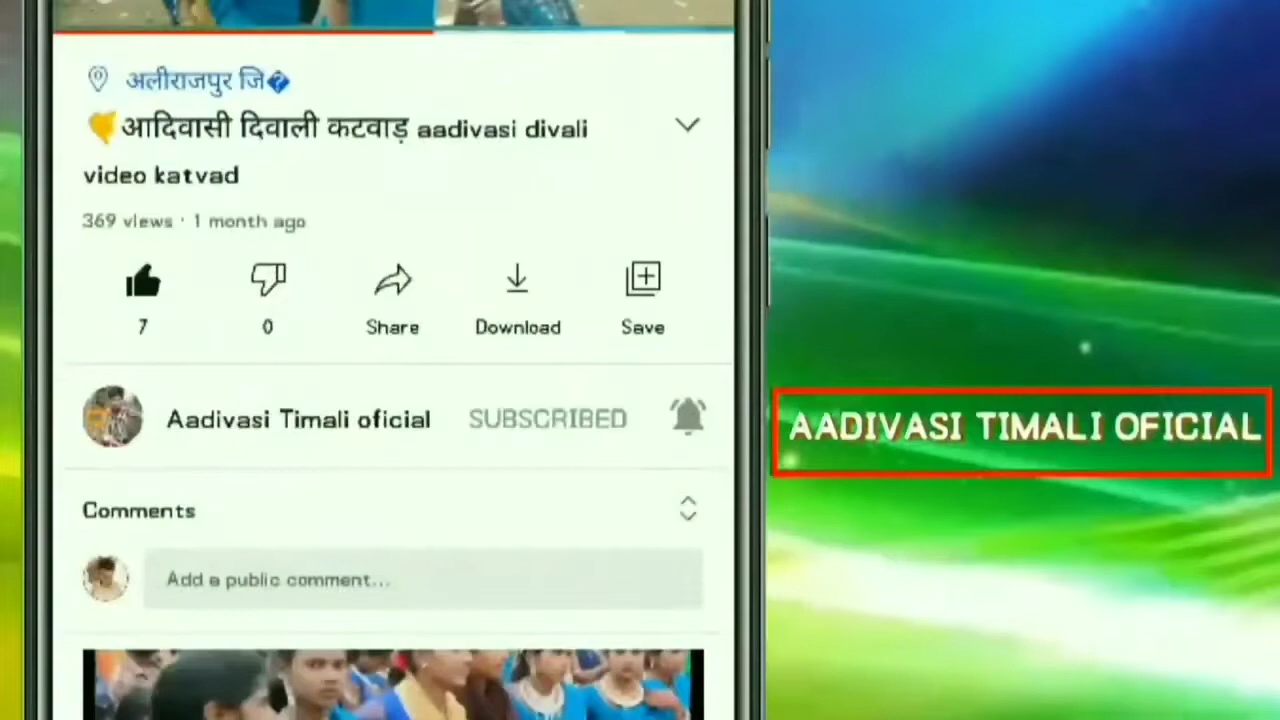 अलीराजपुर जि�
आदिवासी दिवाली कटवाड़ aadivasi divali
video katvad
369 views · 1 month ago
7
0
Share
Download
Save
Aadivasi Timali oficial
SUBSCRIBED
AADIVASI TIMALI OFICIAL
Comments
Add a public comment...